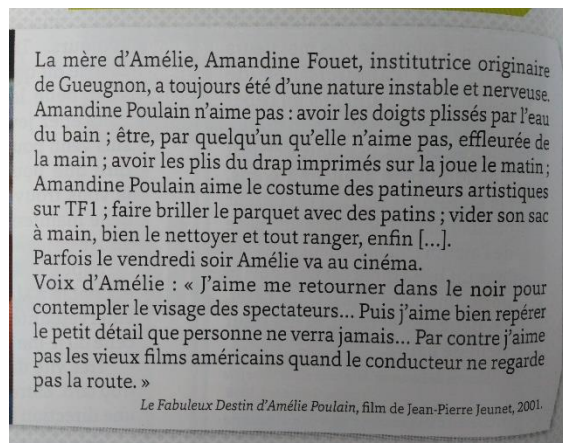 La mère d'Amélie, Amandine Fouet, institutrice originaire
de Gueugnon, a toujours été d'une nature instable et nerveuse.
Amandine Poulain n'aime pas : avoir les doigts plissés par l'eau
du bain ; être, par quelqu'un qu'elle n'aime pas, effleurée de
la main ; avoir les plis du drap imprimés sur la joue le matin ;
Amandine Poulain aime le costume des patineurs artistiques
sur TF1 ; faire briller le parquet avec des patins ; vider son sac
à main, bien le nettoyer et tout ranger, enfin [...].
Parfois le vendredi soir Amélie va au cinéma.
Voix d'Amélie : « J'aime me retourner dans le noir pour
contempler le visage des spectateurs... Puis j'aime bien repérer
le petit détail que personne ne verra jamais... Par contre j'aime
pas les vieux films américains quand le conducteur ne regarde
pas la route. »
Le Fabuleux Destin d'Amélie Poulain, film de Jean-Pierre Jeunet, 2001.